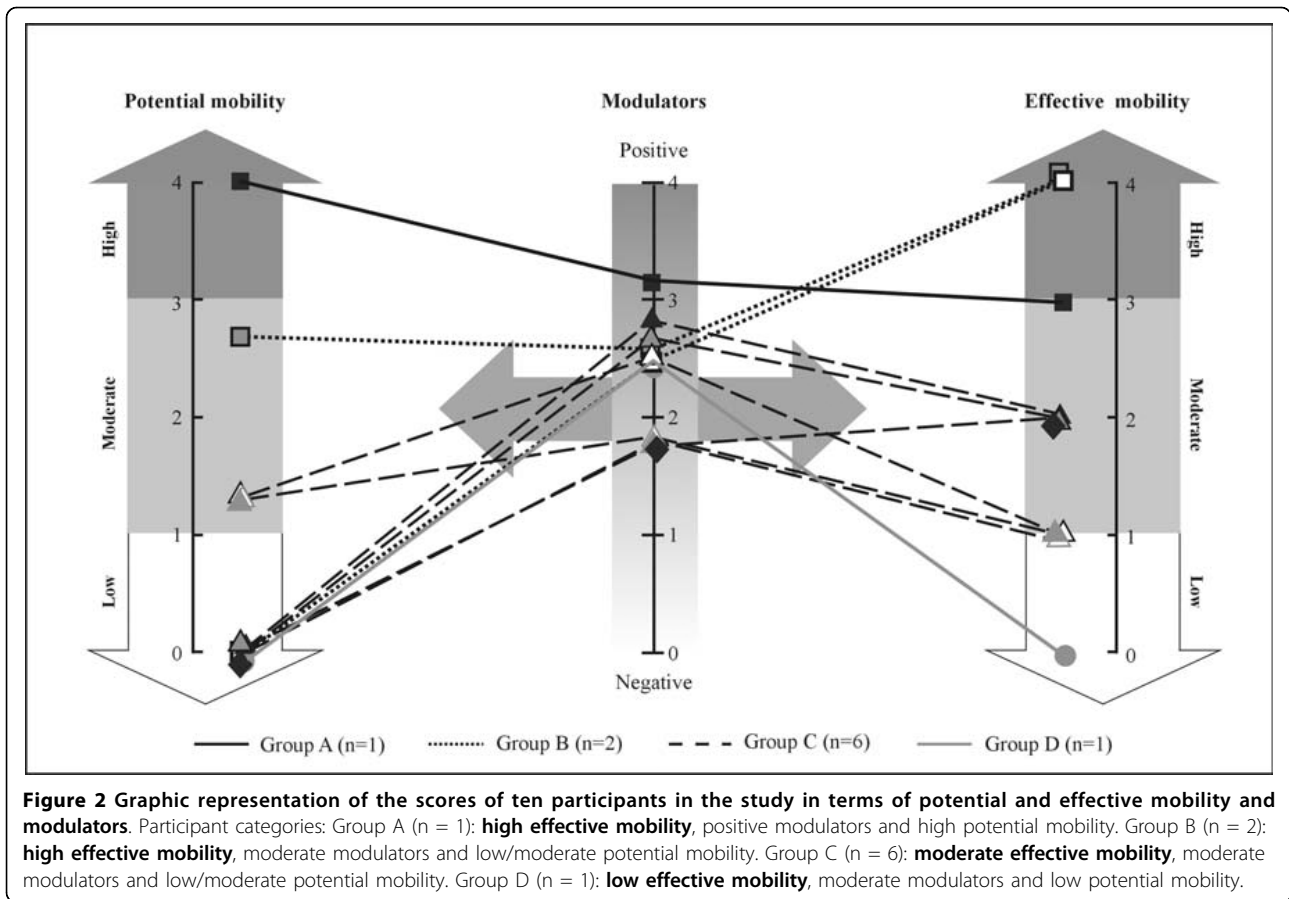 Potential mobility
Modulators
Effective mobility
Positive
4
4
4
High
High
3
3
3
Moderate
Moderate
2
2
2
1
1
1
Low
Low
0
0
0
Negative
Group A (n=1)
Group B (n=2)
Group C (n=6)
Group D (n=1)
Figure 2 Graphic representation of the scores of ten participants in the study in terms of potential and effective mobility and
modulators. Participant categories: Group A (n = 1): high effective mobility, positive modulators and high potential mobility. Group B (n = 2):
high effective mobility, moderate modulators and low/moderate potential mobility. Group C (n = 6): moderate effective mobility, moderate
modulators and low/moderate potential mobility. Group D (n = 1): low effective mobility, moderate modulators and low potential mobility.